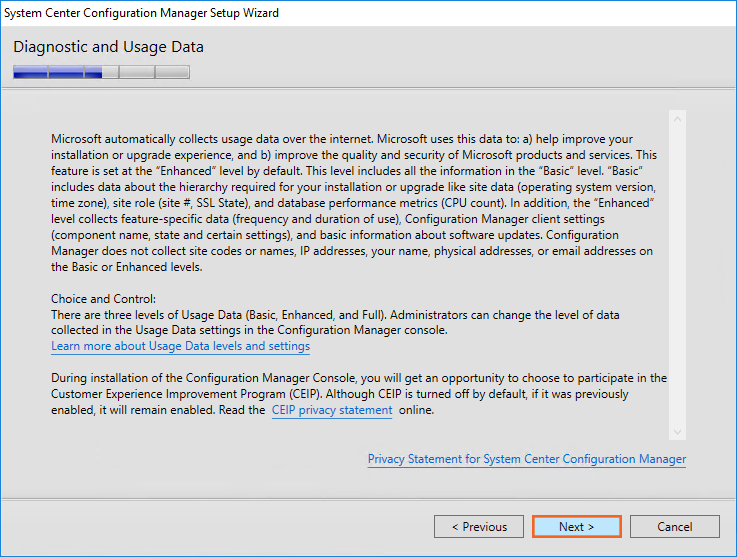 System Center Configuration Manager Setup Wizard
Diagnostic and Usage Data
Microsoft automatically collects usage data over the internet. Microsoft uses this data to: a) help improve your
installation or upgrade experience, and b) improve the quality and security of Microsoft products and services. This
feature is set at the “Enhanced” level by default. This level includes all the information in the “Basic” level. “Basic”
includes data about the hierarchy required for your installation or upgrade like site data (operating system version,
time zone), site role (site #, SSL State), and database performance metrics (CPU count). In addition, the “Enhanced”
level collects feature-specific data (frequency and duration of use), Configuration Manager client settings
(component name, state and certain settings), and basic information about software updates. Configuration
Manager does not collect site codes or names, IP addresses, your name, physical addresses, or email addresses on
the Basic or Enhanced levels.
Choice and Control:
There are three levels of Usage Data (Basic, Enhanced, and Full). Administrators can change the level of data
collected in the Usage Data settings in the Configuration Manager console.
Learn more about Usage Data levels and settings
During installation of the Configuration Manager Console, you will get an opportunity to choose to participate in the
Customer Experience Improvement Program (CEIP). Although CEIP is turned off by default, if it was previously
enabled, it will remain enabled. Read the CEIP privacy statement online.
Privacy Statement for System Center Configuration Manager
< Previous
Next >
Cancel